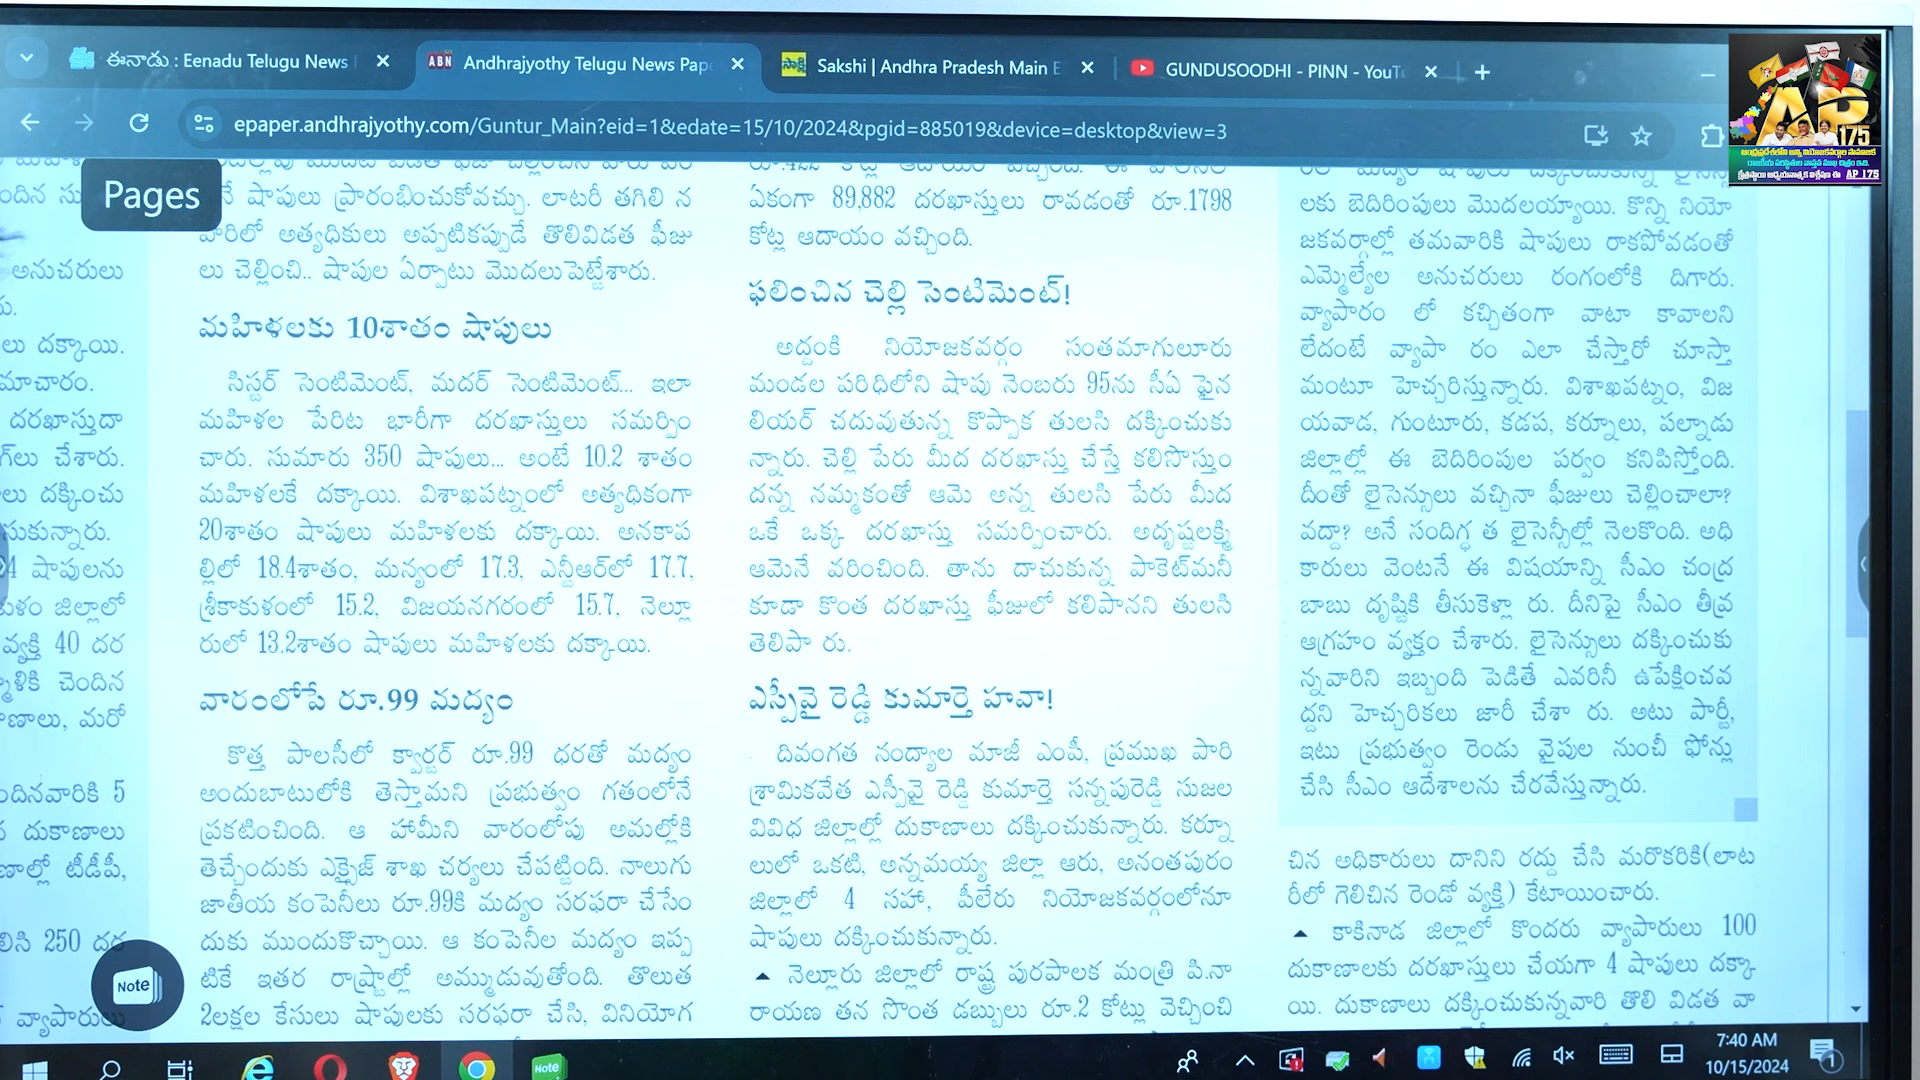 ఈనాడు : Eenadu Telugu News
Andhrajyothy Telugu News Pap
Sakshi | Andhra Pradesh Main E
GUNDUSOODHI - PINN - YouTu
epaper.andhrajyothy.com/Guntur_Main?eid=1&edate=15/10/2024&pgid=885019&device=desktop&view=3
AP
175
Pages
అనుచరులు
లు దక్కాయి.
మాచారం.
దరఖాస్తుదా
లు చేశారు.
లు దక్కించు
సుకున్నారు.
4 షాపులను
కుళం జిల్లాలో
వ్యక్తి 40 దర
కి చెందిన
ణాలు, మరో
దినవారికి 5
దుకాణాలు
ణాల్లో టీడీపీ,
లిసి 250 దర
వ్యాపారులు
నే షాపులు ప్రారంభించుకోవచ్చు. లాటరీ తగిలి న
వారిలో అత్యధికులు అప్పటికప్పుడే తొలివిడత ఫీజు
లు చెల్లించి.. షాపుల ఏర్పాటు మొదలుపెట్టేశారు.
మహిళలకు 10శాతం షాపులు
సిస్టర్ సెంటిమెంట్, మదర్ సెంటిమెంట్... ఇలా
మహిళల పేరిట భారీగా దరఖాస్తులు సమర్పిం
చారు. సుమారు 350 షాపులు... అంటే 10.2 శాతం
మహిళలకే దక్కాయి. విశాఖపట్నంలో అత్యధికంగా
20శాతం షాపులు మహిళలకు దక్కాయి. అనకాప
ల్లిలో 18.4శాతం, మన్యంలో 17.3, ఎన్టీఆర్‌లో 17.7,
శ్రీకాకుళంలో 15.2, విజయనగరంలో 15.7, నెల్లూ
రులో 13.2శాతం షాపులు మహిళలకు దక్కాయి.
వారంలోపే రూ.99 మద్యం
కొత్త పాలసీలో క్వార్టర్ రూ.99 ధరతో మద్యం
అందుబాటులోకి తెస్తామని ప్రభుత్వం గతంలోనే
ప్రకటించింది. ఆ హామీని వారంలోపు అమల్లోకి
తెచ్చేందుకు ఎక్సైజ్ శాఖ చర్యలు చేపట్టింది. నాలుగు
జాతీయ కంపెనీలు రూ.99కి మద్యం సరఫరా చేసేం
దుకు ముందుకొచ్చాయి. ఆ కంపెనీల మద్యం ఇప్ప
టికే ఇతర రాష్ట్రాల్లో అమ్ముడువుతోంది. తొలుత
2లక్షల కేసులు షాపులకు సరఫరా చేసి, వినియోగ
రూ.422 కోట్ల ఆదాయం వచ్చింది. ఈ
ఏకంగా 89,882 దరఖాస్తులు రావడంతో రూ.1798
కోట్ల ఆదాయం వచ్చింది.
ఫలించిన చెల్లి సెంటిమెంట్!
అద్దంకి నియోజకవర్గం సంతమాగులూరు
మండల పరిధిలోని షాపు నెంబరు 95ను సీఏ ఫైన
లియర్ చదువుతున్న కొప్పాక తులసి దక్కించుకు
న్నారు. చెల్లి పేరు మీద దరఖాస్తు చేస్తే కలిసొస్తుం
దన్న నమ్మకంతో ఆమె అన్న తులసి పేరు మీద
ఒకే ఒక్క దరఖాస్తు సమర్పించారు. అదృష్టలక్ష్మి
ఆమెనే వరించింది. తాను దాచుకున్న పాకెట్‌మనీ
కూడా కొంత దరఖాస్తు ఫీజులో కలిపానని తులసి
తెలిపా రు.
ఎస్పీవై రెడ్డి కుమార్తె హవా!
దివంగత నంద్యాల మాజీ ఎంపీ, ప్రముఖ పారి
శ్రామికవేత ఎస్పీవై రెడ్డి కుమార్తె సన్నపురెడ్డి సుజల
వివిధ జిల్లాల్లో దుకాణాలు దక్కించుకున్నారు. కర్నూ
లులో ఒకటి, అన్నమయ్య జిల్లా ఆరు, అనంతపురం
జిల్లాలో 4 సహా, పీలేరు నియోజకవర్గంలోనూ
షాపులు దక్కించుకున్నారు.
▲ నెల్లూరు జిల్లాలో రాష్ట్ర పురపాలక మంత్రి పి.నా
రాయణ తన సొంత డబ్బులు రూ.2 కోట్లు వెచ్చించి
లకు బెదిరింపులు మొదలయ్యాయి. కొన్ని నియో
జకవర్గాల్లో తమవారికి షాపులు రాకపోవడంతో
ఎమ్మెల్యేల అనుచరులు రంగంలోకి దిగారు.
వ్యాపారం లో కచ్చితంగా వాటా కావాలని
లేదంటే వ్యాపా రం ఎలా చేస్తారో చూస్తా
మంటూ హెచ్చరిస్తున్నారు. విశాఖపట్నం, విజ
యవాడ, గుంటూరు, కడప, కర్నూలు, పల్నాడు
జిల్లాల్లో ఈ బెదిరింపుల పర్వం కనిపిస్తోంది.
దీంతో లైసెన్సులు వచ్చినా ఫీజులు చెల్లించాలా?
వద్దా? అనే సందిగ్ధ త లైసెన్సీల్లో నెలకొంది. అధి
కారులు వెంటనే ఈ విషయాన్ని సీఎం చంద్ర
బాబు దృష్టికి తీసుకెళ్లా రు. దీనిపై సీఎం తీవ్ర
ఆగ్రహం వ్యక్తం చేశారు. లైసెన్సులు దక్కించుకు
న్నవారిని ఇబ్బంది పెడితే ఎవరినీ ఉపేక్షించవ
ద్దని హెచ్చరికలు జారీ చేశా రు. అటు పార్టీ,
ఇటు ప్రభుత్వం రెండు వైపుల నుంచీ ఫోన్లు
చేసి సీఎం ఆదేశాలను చేరవేస్తున్నారు.
చిన అధికారులు దానిని రద్దు చేసి మరొకరికి(లాట
రీలో గెలిచిన రెండో వ్యక్తి) కేటాయించారు.
▲ కాకినాడ జిల్లాలో కొందరు వ్యాపారులు 100
దుకాణాలకు దరఖాస్తులు చేయగా 4 షాపులు దక్కా
యి. దుకాణాలు దక్కించుకున్నవారి తొలి విడత వా
Note
Note
7:40 AM
10/15/2024
1